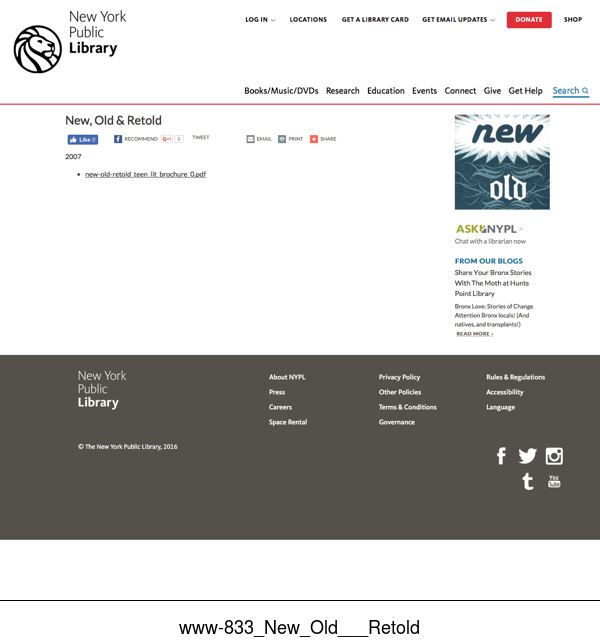 New York
Public
Library
LOG IN
LOCATIONS
GET A LIBRARY CARD
GET EMAIL UPDATES
DONATE
SHOP
Books/Music/DVDs Research Education Events Connect Give Get Help Search
New, Old & Retold
Like 0
RECOMMEND
G+1 0
TWEET
EMAIL
PRINT
SHARE
2007
new-old-retold_teen_lit_brochure_0.pdf
new
old
ASK NYPL >
Chat with a librarian now
FROM OUR BLOGS
Share Your Bronx Stories
With The Moth at Hunts
Point Library
Bronx Love: Stories of Change
Attention Bronx locals! (And
natives, and transplants!)
READ MORE ›
New York
Public
Library
About NYPL
Press
Careers
Space Rental
Privacy Policy
Other Policies
Terms & Conditions
Governance
Rules & Regulations
Accessibility
Language
© The New York Public Library, 2016
f
t
You
Tube
www-833_New_Old___Retold